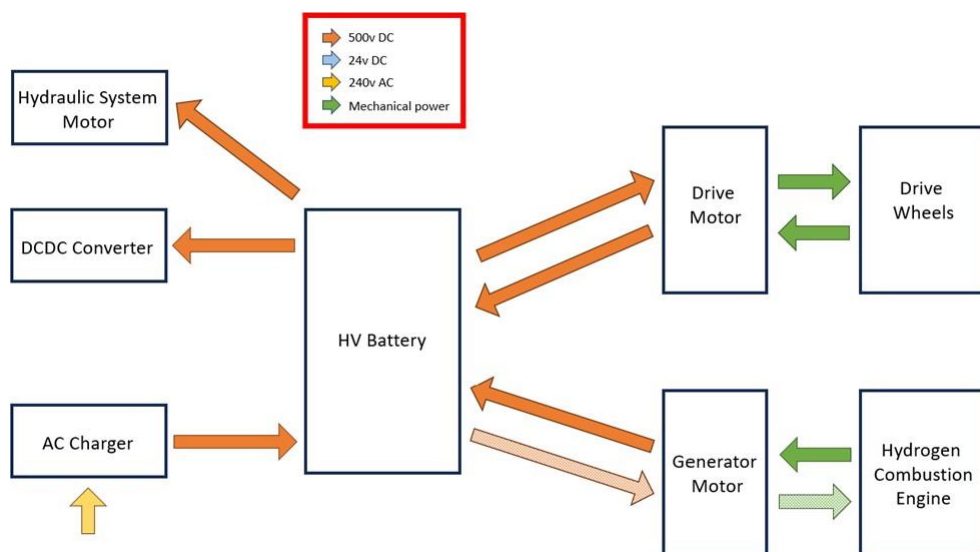 500v DC
24v DC
240v AC
Mechanical power
Hydraulic System
Motor
DCDC Converter
AC Charger
HV Battery
Drive
Motor
Drive
Wheels
Generator
Motor
Hydrogen
Combustion
Engine